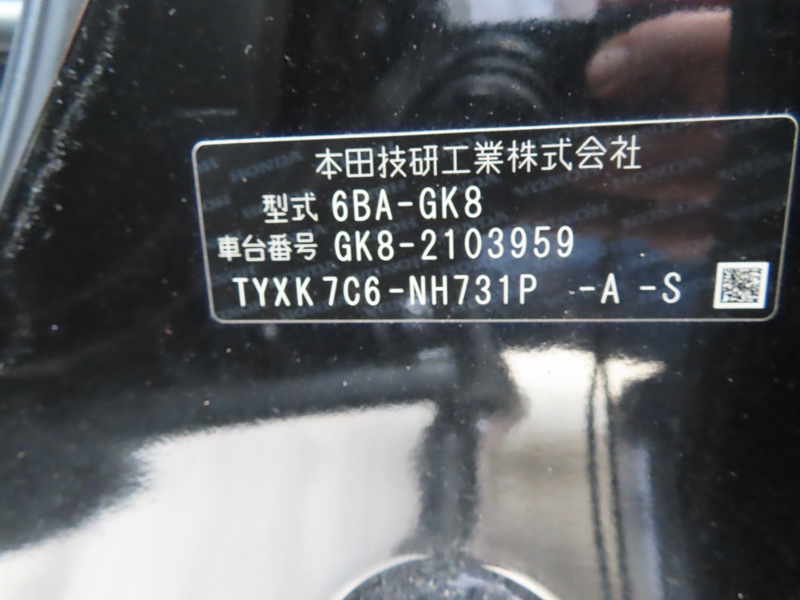 本田技研工業株式会社
型式 6BA-GK8
車台番号 GK8-2103959
TYXK7C6-NH731P -A -S